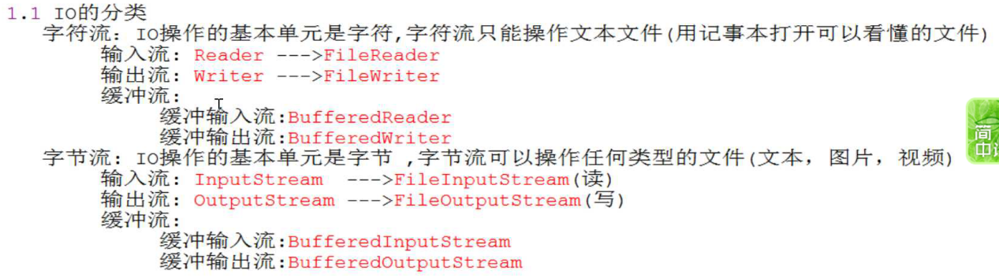 1.1 IO的分类
字符流：IO操作的基本单元是字符,字符流只能操作文本文件(用记事本打开可以看懂的文件)
输入流：Reader --->FileReader
输出流：Writer --->FileWriter
缓冲流：
缓冲输入流:BufferedReader
缓冲输出流:BufferedWriter
字节流：IO操作的基本单元是字节 ,字节流可以操作任何类型的文件(文本，图片，视频)
输入流：InputStream  --->FileInputStream(读)
输出流：OutputStream --->FileOutputStream(写)
缓冲流：
缓冲输入流:BufferedInputStream
缓冲输出流:BufferedOutputStream
简
中